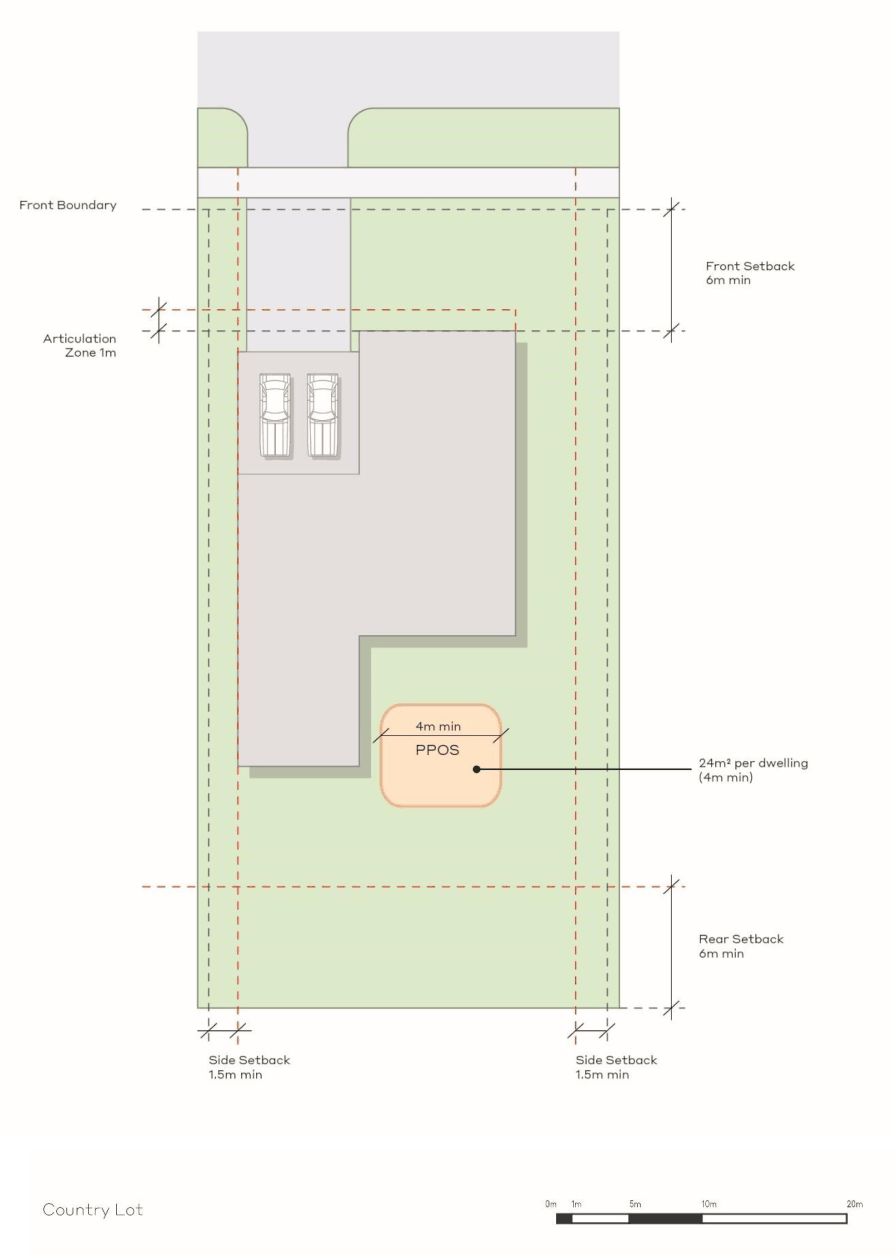 Front Boundary
Front Setback
6m min
Articulation
Zone 1m
4m min
PPOS
24m² per dwelling
(4m min)
Rear Setback
6m min
Side Setback
1.5m min
Side Setback
1.5m min
Country Lot
0m 1m 5m 10m 20m